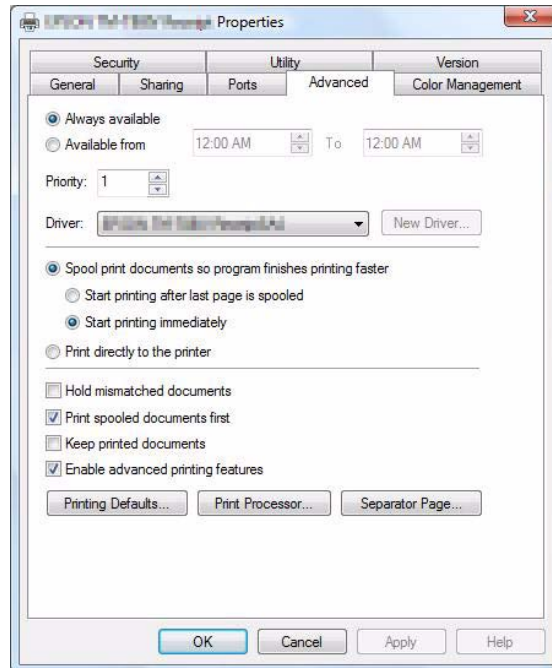 Properties
Security Utility Version
General Sharing Ports Advanced Color Management
Always available
Available from 12:00 AM To 12:00 AM
Priority: 1
Driver: New Driver...
Spool print documents so program finishes printing faster
Start printing after last page is spooled
Start printing immediately
Print directly to the printer
Hold mismatched documents
Print spooled documents first
Keep printed documents
Enable advanced printing features
Printing Defaults... Print Processor... Separator Page...
OK Cancel Apply Help